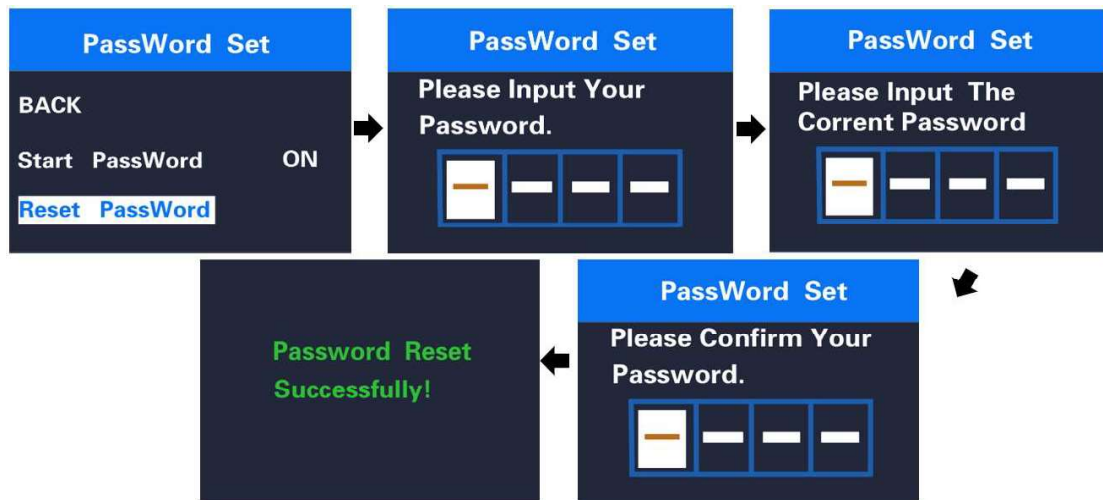 PassWord Set
BACK
Start PassWord ON
Reset PassWord
PassWord Set
Please Input Your
Password.
PassWord Set
Please Input The
Corrent Password
PassWord Set
Please Confirm Your
Password.
Password Reset
Successfully!